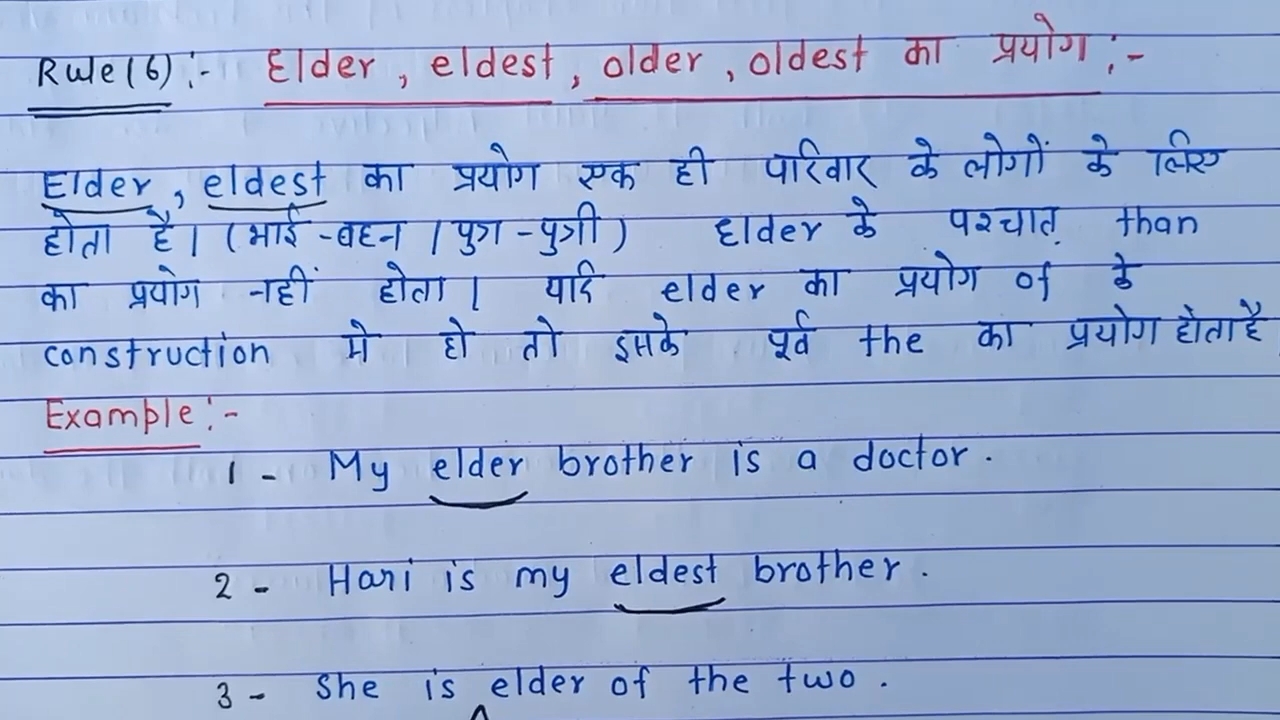 Rule(6):- Elder, eldest, older, oldest का प्रयोग:-
Elder, eldest का प्रयोग एक ही परिवार के लोगों के लिए
होता है। (भाई-बहन / पुत्र-पुत्री) Elder के पश्चात् than
का प्रयोग नहीं होता। यदि elder का प्रयोग of के
construction मे हो तो इसके पूर्व the का प्रयोग होता है
Example:-
1- My elder brother is a doctor.
2- Hari is my eldest brother.
3- She is elder of the two.